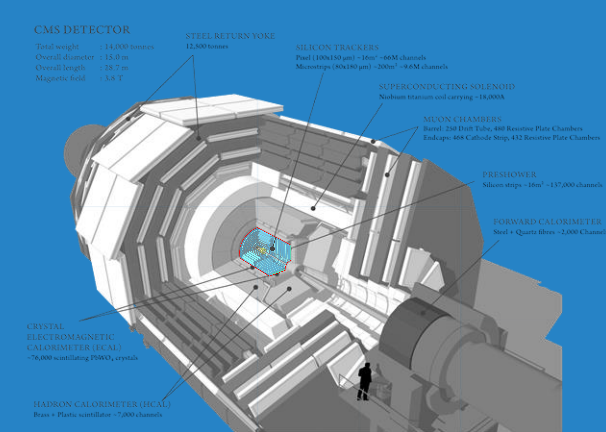 CMS DETECTOR
Total weight : 14,000 tonnes
Overall diameter : 15.0 m
Overall length : 28.7 m
Magnetic field : 3.8 T
STEEL RETURN YOKE
12,500 tonnes
SILICON TRACKERS
Pixel (100x150 μm) ~16m² ~66M channels
Microstrips (80x180 μm) ~200m² ~9.6M channels
SUPERCONDUCTING SOLENOID
Niobium titanium coil carrying ~18,000A
MUON CHAMBERS
Barrel: 250 Drift Tube, 480 Resistive Plate Chambers
Endcaps: 468 Cathode Strip, 432 Resistive Plate Chambers
PRESHOWER
Silicon strips ~16m² ~137,000 channels
FORWARD CALORIMETER
Steel + Quartz fibres ~2,000 Channel
CRYSTAL
ELECTROMAGNETIC
CALORIMETER (ECAL)
~76,000 scintillating PbWO₄ crystals
HADRON CALORIMETER (HCAL)
Brass + Plastic scintillator ~7,000 channels